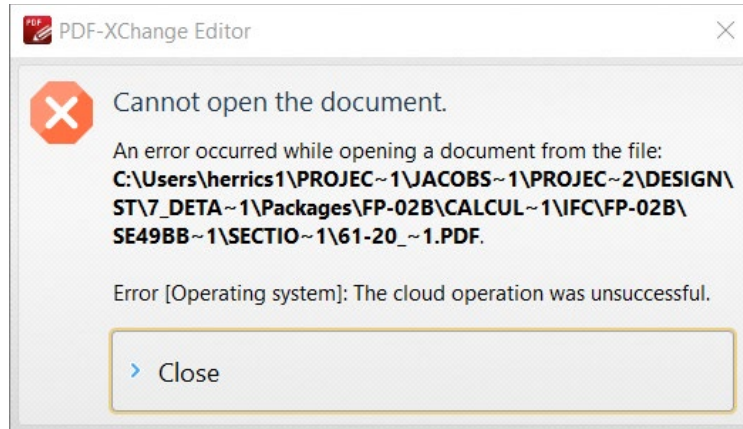 PDF-XChange Editor
Cannot open the document.
An error occurred while opening a document from the file:
C:\Users\herrics1\PROJEC~1\JACOBS~1\PROJEC~2\DESIGN\
ST\7_DETA~1\Packages\FP-02B\CALCUL~1\IFC\FP-02B\
SE49BB~1\SECTIO~1\61-20_~1.PDF.
Error [Operating system]: The cloud operation was unsuccessful.
Close